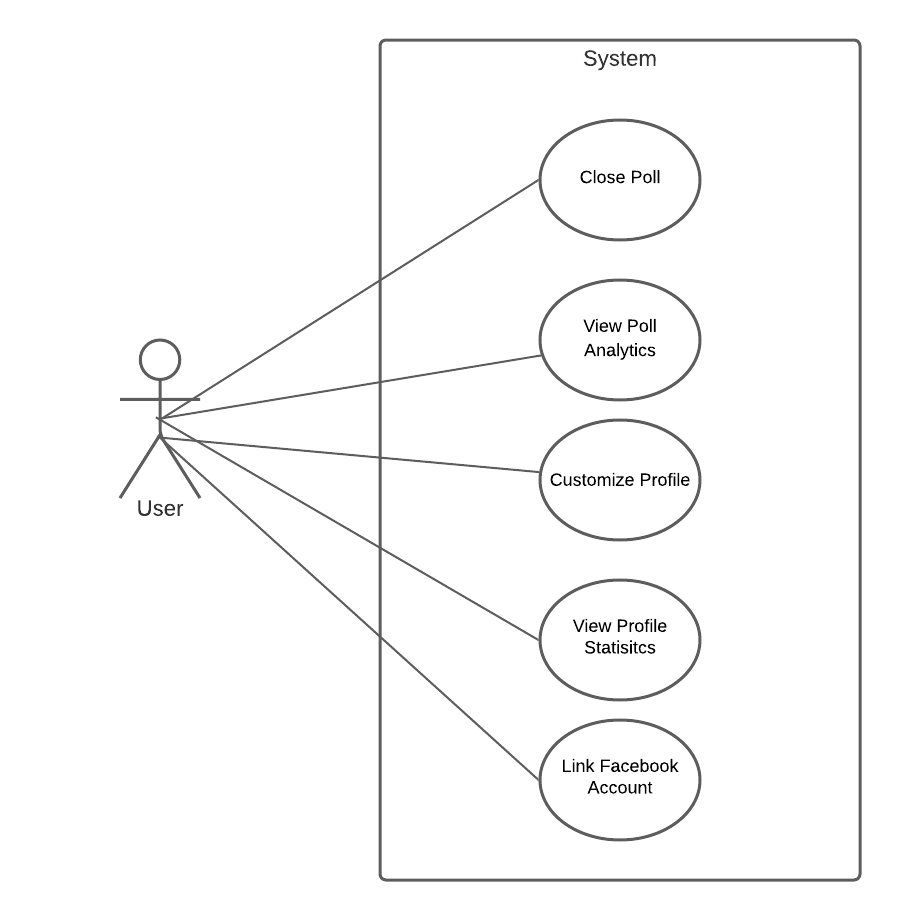 System
Close Poll
View Poll
Analytics
Customize Profile
User
View Profile
Statisitcs
Link Facebook
Account